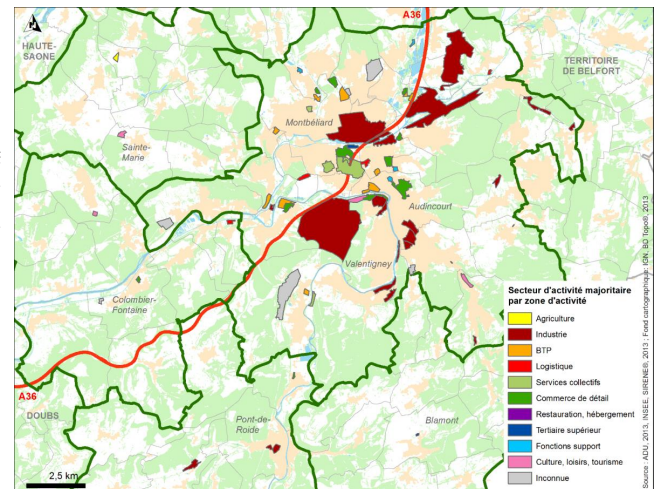 N
A36
HAUTE-
SAONE
TERRITOIRE
DE BELFORT
Montbéliard
Sainte-
Marie
Audincourt
Valentigney
Colombier-
Fontaine
A36
DOUBS
Pont-de-
Roide
Blamont
2,5 km
Secteur d'activité majoritaire
par zone d'activité
Agriculture
Industrie
BTP
Logistique
Services collectifs
Commerce de détail
Restauration, hébergement
Tertiaire supérieur
Fonctions support
Culture, loisirs, tourisme
Inconnue
Source : ADU, 2013, INSEE, SIRENE®, 2013 ; Fond cartographique: IGN, BD Topo®, 2013